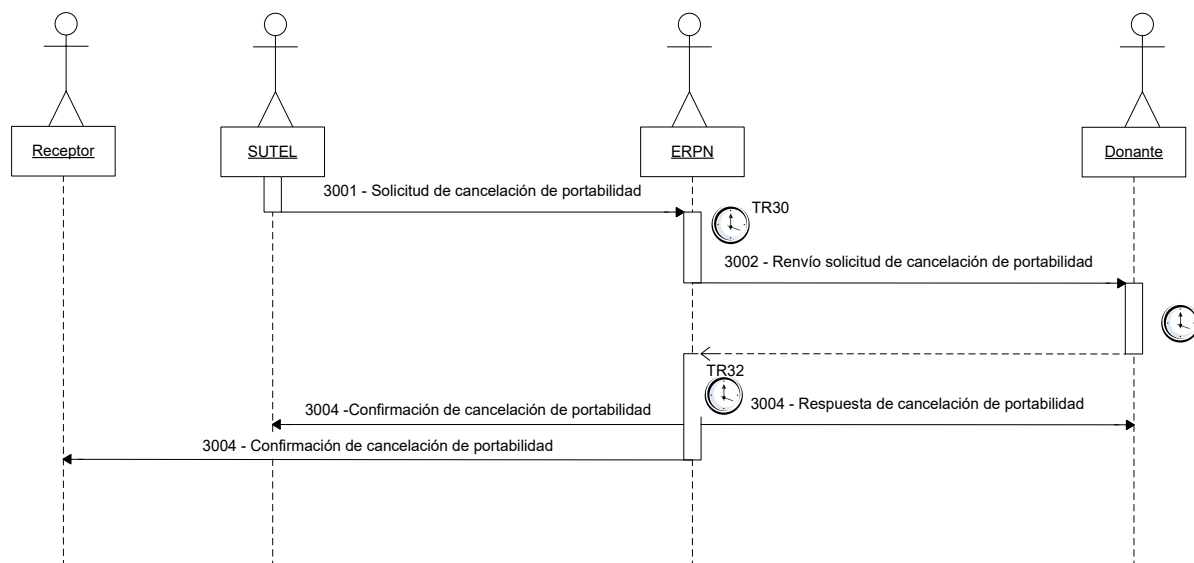 Receptor
SUTEL
ERPN
Donante
3001 - Solicitud de cancelación de portabilidad
TR30
3002 - Renvío solicitud de cancelación de portabilidad
TR32
3004 -Confirmación de cancelación de portabilidad
3004 - Respuesta de cancelación de portabilidad
3004 - Confirmación de cancelación de portabilidad